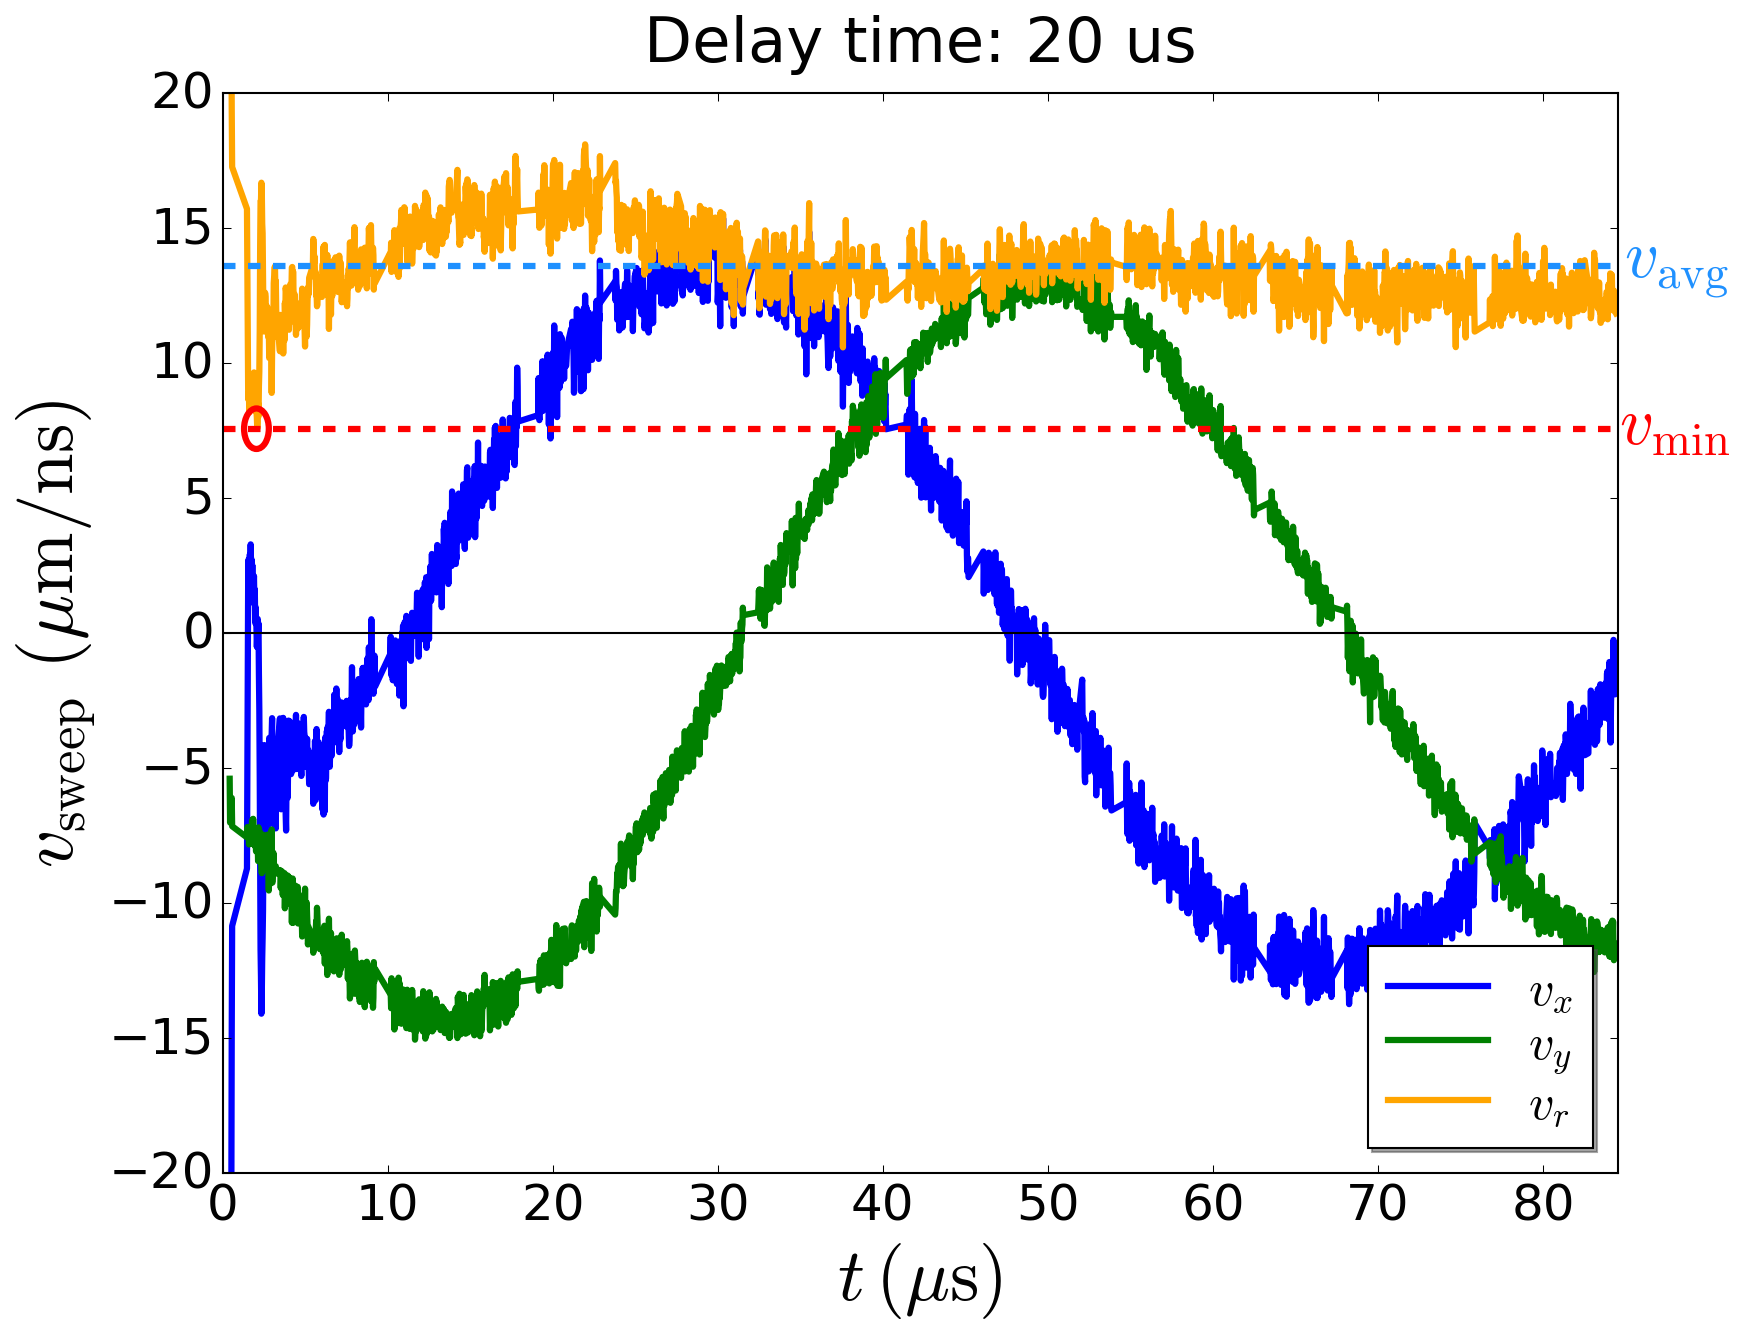 Delay time: 20 us
20
15
10
5
0
−5
−10
−15
−20
v_sweep (μm/ns)
v_avg
v_min
v_x
v_y
v_r
0 10 20 30 40 50 60 70 80
t (μs)